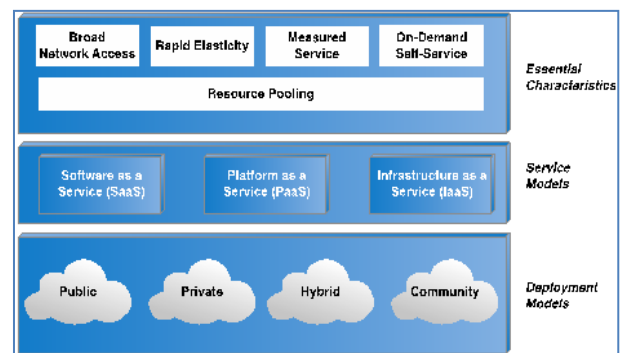 Broad
Network Access
Rapid Elasticity
Measured
Service
On-Demand
Self-Service
Resource Pooling
Essential
Characteristics
Software as a
Service (SaaS)
Platform as a
Service (PaaS)
Infrastructure as a
Service (IaaS)
Service
Models
Public
Private
Hybrid
Community
Deployment
Models